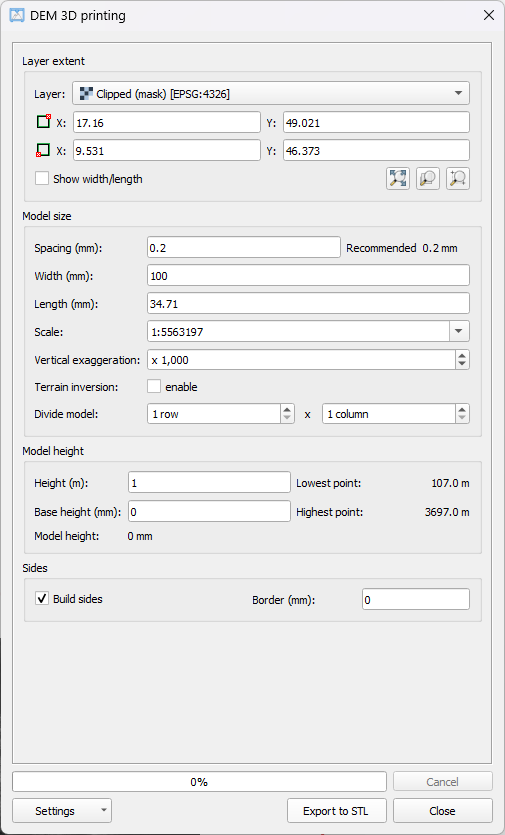 DEM 3D printing
Layer extent
Layer: Clipped (mask) [EPSG:4326]
X: 17.16 Y: 49.021
X: 9.531 Y: 46.373
Show width/length
Model size
Spacing (mm): 0.2 Recommended 0.2 mm
Width (mm): 100
Length (mm): 34.71
Scale: 1:5563197
Vertical exaggeration: x 1,000
Terrain inversion: enable
Divide model: 1 row x 1 column
Model height
Height (m): 1 Lowest point: 107.0 m
Base height (mm): 0 Highest point: 3697.0 m
Model height: 0 mm
Sides
Build sides Border (mm): 0
0% Cancel
Settings Export to STL Close